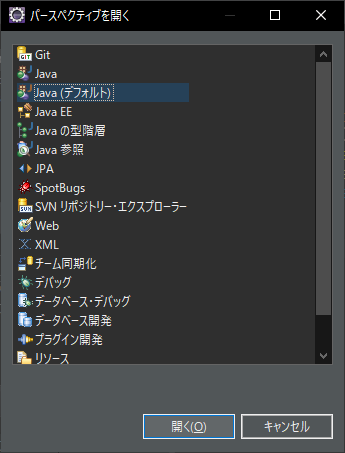 パースペクティブを開く
Git
Java
Java (デフォルト)
Java EE
Java の型階層
Java 参照
JPA
SpotBugs
SVN リポジトリー・エクスプローラー
Web
XML
チーム同期化
デバッグ
データベース・デバッグ
データベース開発
プラグイン開発
リソース
開く(O)
キャンセル